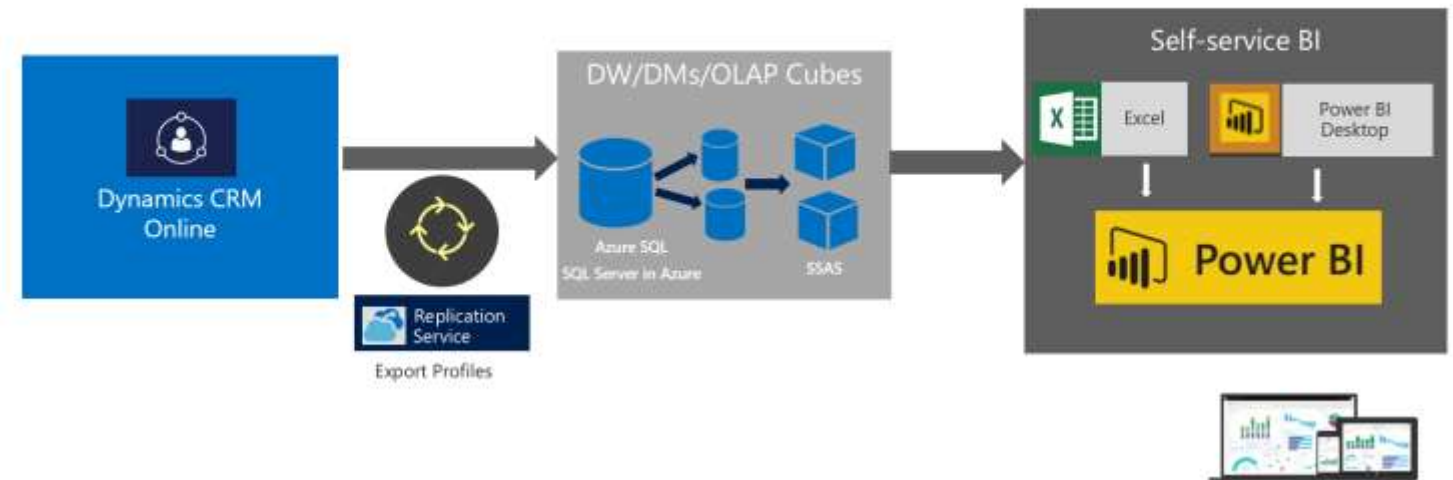 Dynamics CRM
Online
Replication
Service
Export Profiles
DW/DMs/OLAP Cubes
Azure SQL
SQL Server in Azure
SSAS
Self-service BI
Excel
Power BI
Desktop
Power BI